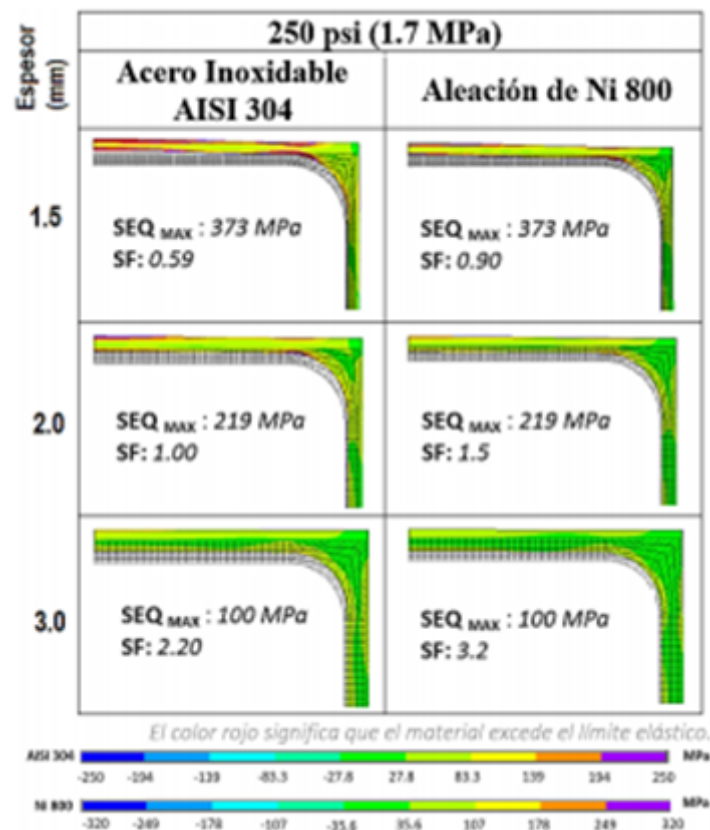 250 psi (1.7 MPa)
Espesor
(mm)
Acero Inoxidable
AISI 304
Aleación de Ni 800
1.5
SEQ MAX : 373 MPa
SF: 0.59
SEQ MAX : 373 MPa
SF: 0.90
2.0
SEQ MAX : 219 MPa
SF: 1.00
SEQ MAX : 219 MPa
SF: 1.5
3.0
SEQ MAX : 100 MPa
SF: 2.20
SEQ MAX : 100 MPa
SF: 3.2
El color rojo significa que el material excede el límite elástico.
AISI 304 MPa
-250 -194 -139 -83.3 -27.8 27.8 83.3 139 194 250
Ni 800 MPa
-320 -249 -178 -107 -35.6 35.6 107 178 249 320